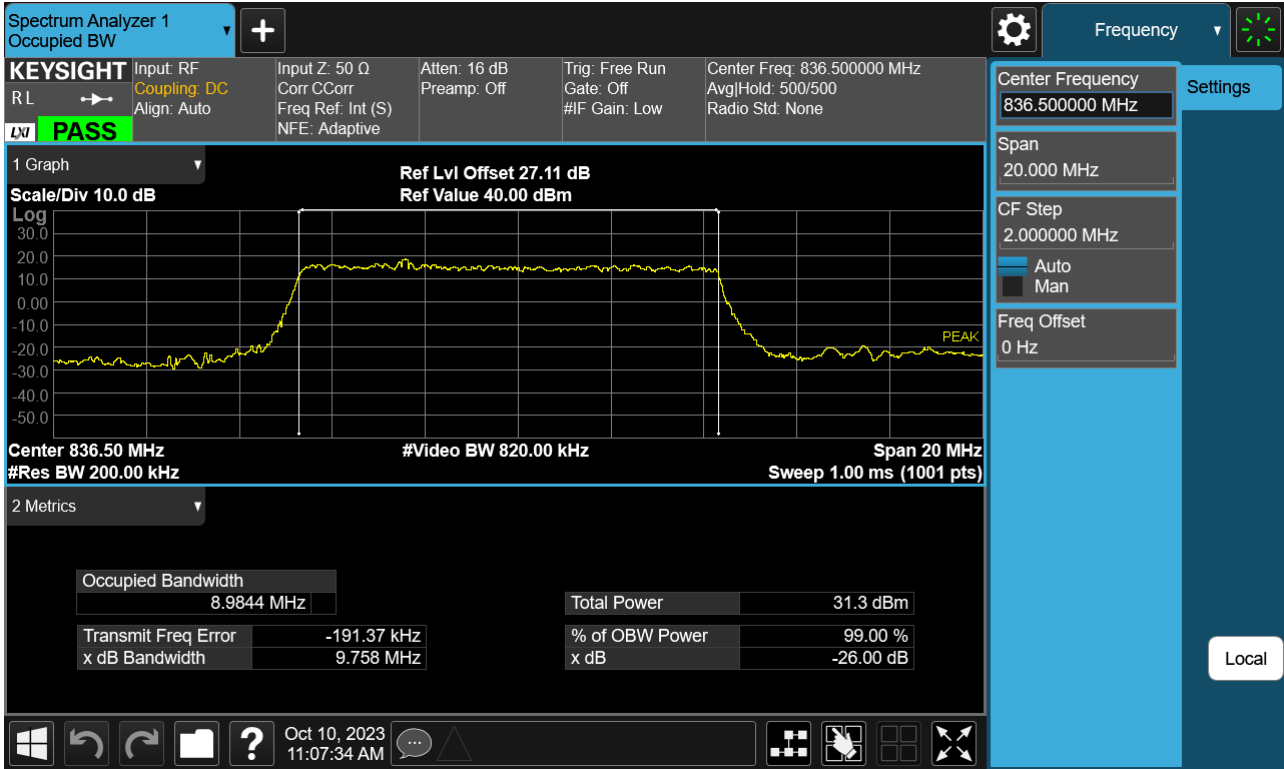 Spectrum Analyzer 1
Occupied BW
Frequency
KEYSIGHT
R L
LXI PASS
Input: RF
Coupling: DC
Align: Auto
Input Z: 50 Ω
Corr CCorr
Freq Ref: Int (S)
NFE: Adaptive
Atten: 16 dB
Preamp: Off
Trig: Free Run
Gate: Off
#IF Gain: Low
Center Freq: 836.500000 MHz
Avg|Hold: 500/500
Radio Std: None
1 Graph
Scale/Div 10.0 dB
Ref Lvl Offset 27.11 dB
Ref Value 40.00 dBm
Log
30.0
20.0
10.0
0.00
-10.0
-20.0
-30.0
-40.0
-50.0
PEAK
Center 836.50 MHz
#Video BW 820.00 kHz
Span 20 MHz
#Res BW 200.00 kHz
Sweep 1.00 ms (1001 pts)
2 Metrics
Occupied Bandwidth
8.9844 MHz
Total Power 31.3 dBm
Transmit Freq Error -191.37 kHz
% of OBW Power 99.00 %
x dB Bandwidth 9.758 MHz
x dB -26.00 dB
Center Frequency
836.500000 MHz
Settings
Span
20.000 MHz
CF Step
2.000000 MHz
Auto
Man
Freq Offset
0 Hz
Local
?
Oct 10, 2023
11:07:34 AM